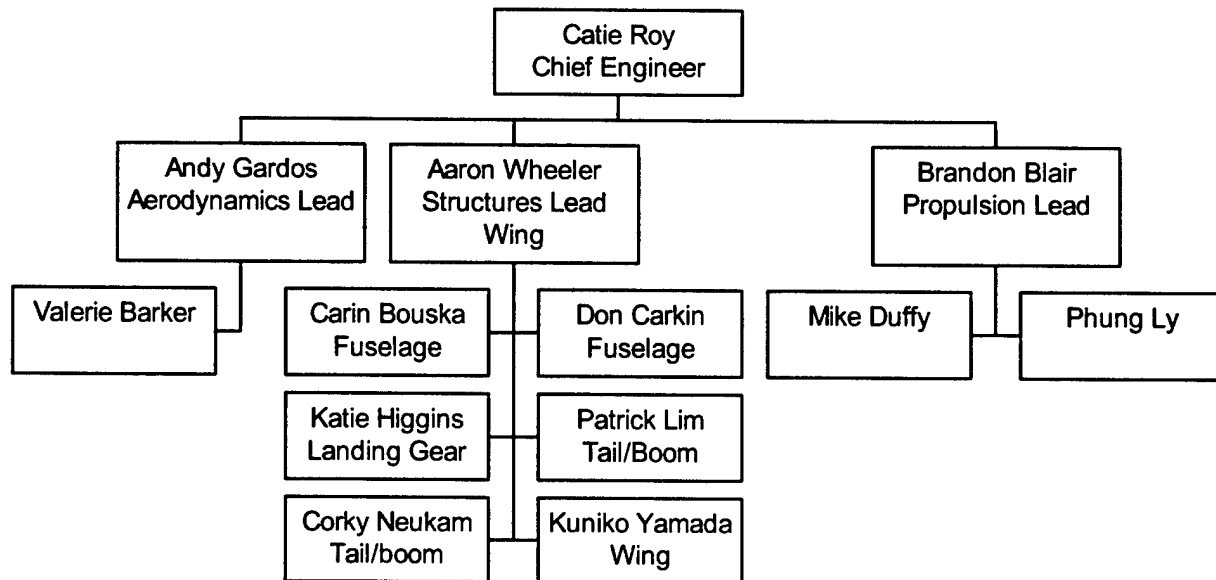 Catie Roy
Chief Engineer
Andy Gardos
Aerodynamics Lead
Aaron Wheeler
Structures Lead
Wing
Brandon Blair
Propulsion Lead
Valerie Barker
Carin Bouska
Fuselage
Don Carkin
Fuselage
Mike Duffy
Phung Ly
Katie Higgins
Landing Gear
Patrick Lim
Tail/Boom
Corky Neukam
Tail/boom
Kuniko Yamada
Wing